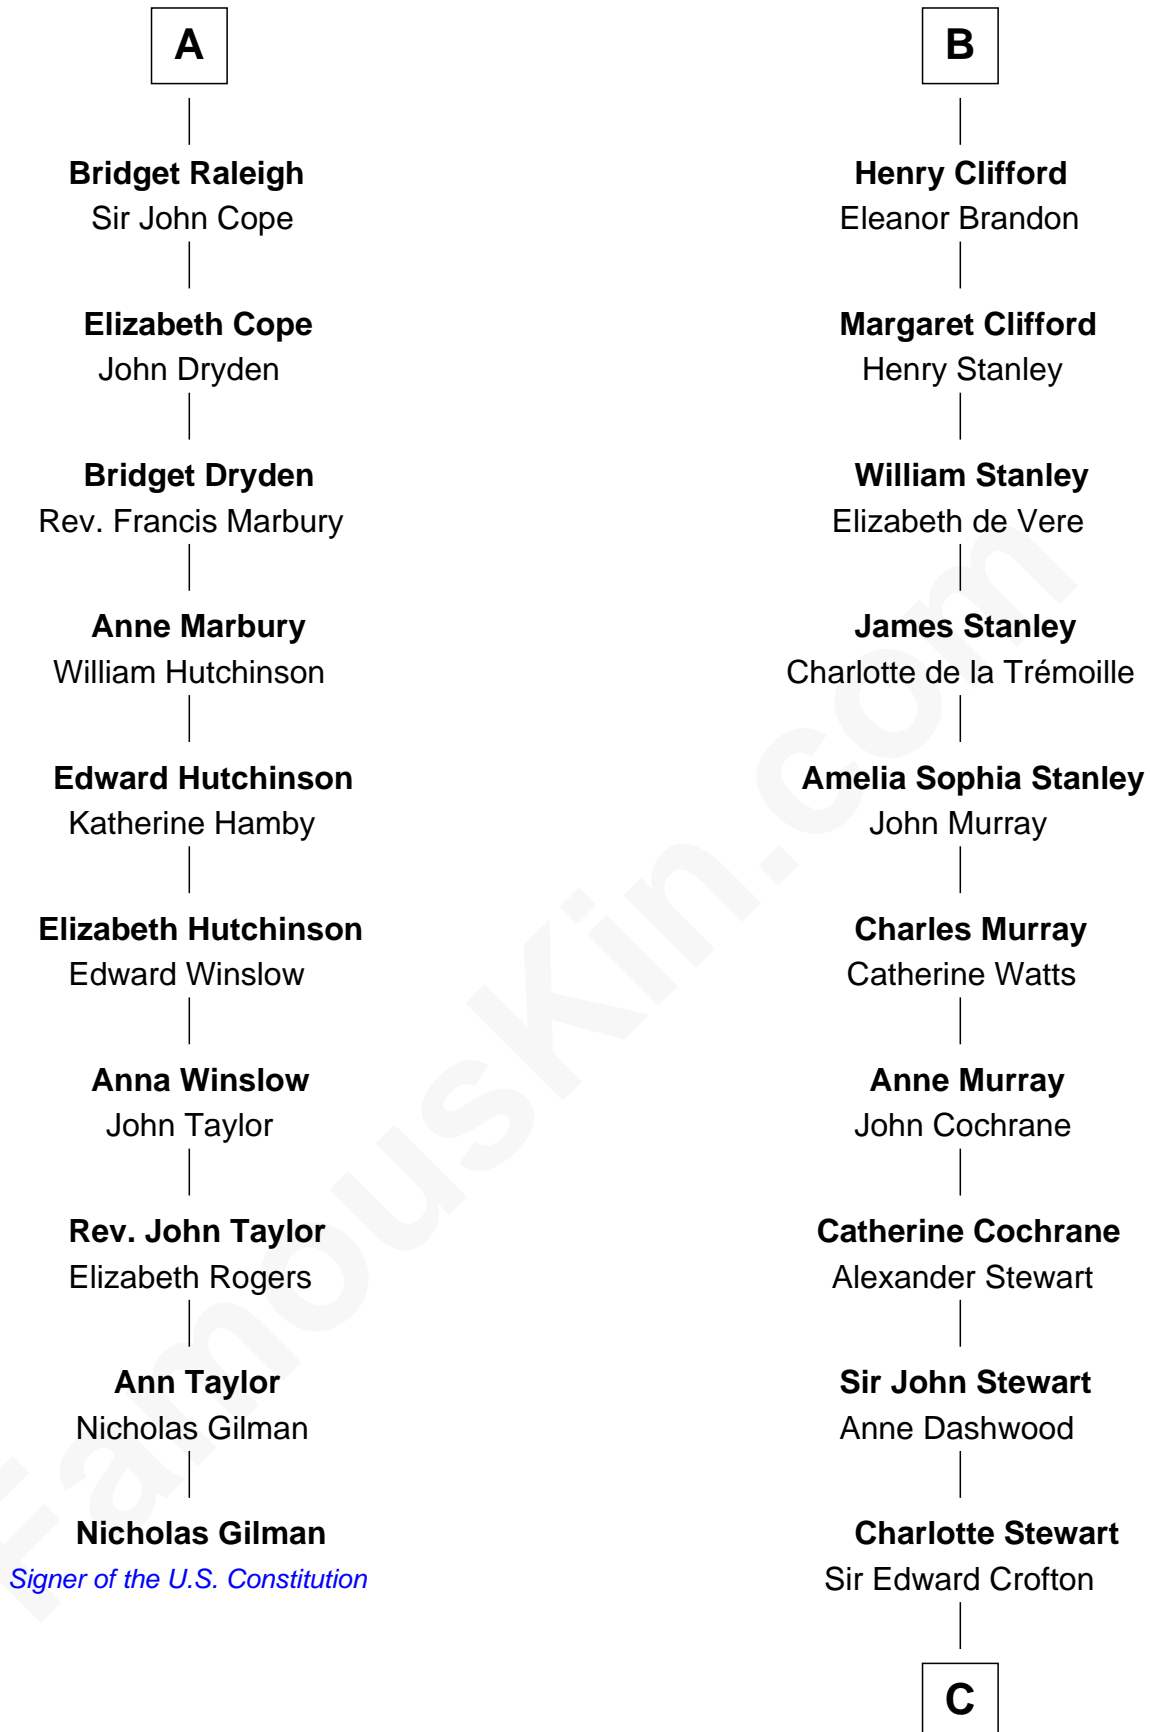 A
Bridget Raleigh
Sir John Cope
Elizabeth Cope
John Dryden
Bridget Dryden
Rev. Francis Marbury
Anne Marbury
William Hutchinson
Edward Hutchinson
Katherine Hamby
Elizabeth Hutchinson
Edward Winslow
Anna Winslow
John Taylor
Rev. John Taylor
Elizabeth Rogers
Ann Taylor
Nicholas Gilman
Nicholas Gilman
Signer of the U.S. Constitution
B
Henry Clifford
Eleanor Brandon
Margaret Clifford
Henry Stanley
William Stanley
Elizabeth de Vere
James Stanley
Charlotte de la Trémoille
Amelia Sophia Stanley
John Murray
Charles Murray
Catherine Watts
Anne Murray
John Cochrane
Catherine Cochrane
Alexander Stewart
Sir John Stewart
Anne Dashwood
Charlotte Stewart
Sir Edward Crofton
C
FamousKin.com